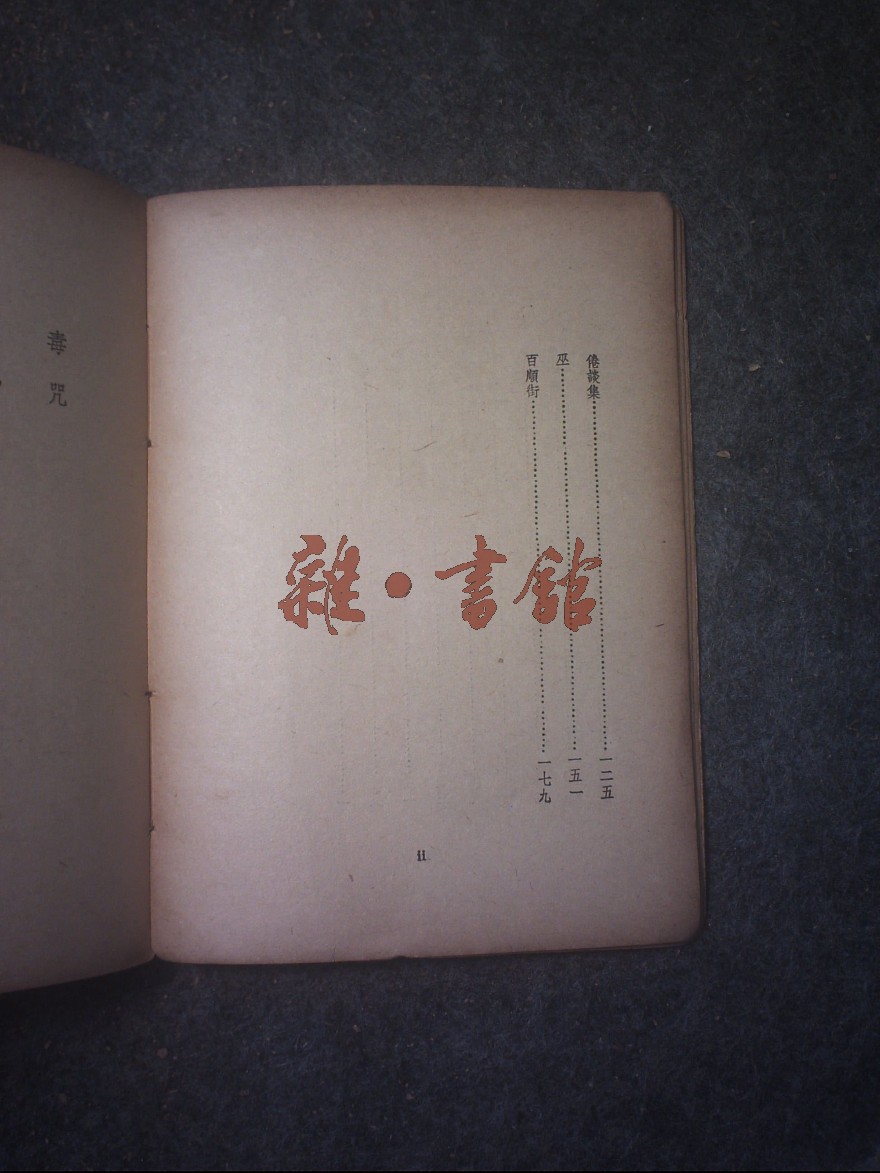 倦談集……一二五
巫……一五一
百順街……一七九
11
毒咒
雜·書館